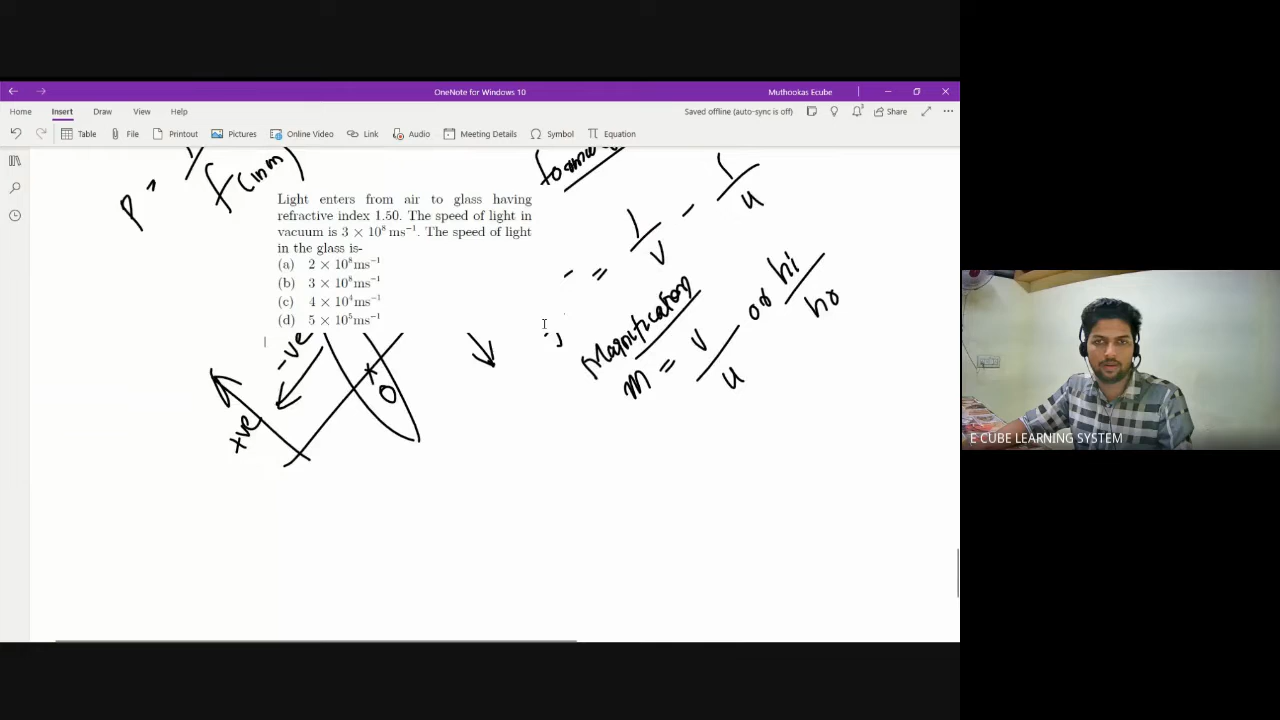 OneNote for Windows 10
Muthookas Ecube
Home Insert Draw View Help
Saved offline (auto-sync is off)
3
Share
Table File Printout Pictures Online Video Link Audio Meeting Details Symbol Equation
P = 1/f(in m)
Light enters from air to glass having
refractive index 1.50. The speed of light in
vacuum is 3 × 10⁸ ms⁻¹. The speed of light
in the glass is-
(a) 2 × 10⁸ ms⁻¹
(b) 3 × 10⁸ ms⁻¹
(c) 4 × 10⁴ ms⁻¹
(d) 5 × 10⁵ ms⁻¹
-ve
+ve
O
= 1/v - 1/u
Magnification
m = v/u or hi/ho
E CUBE LEARNING SYSTEM